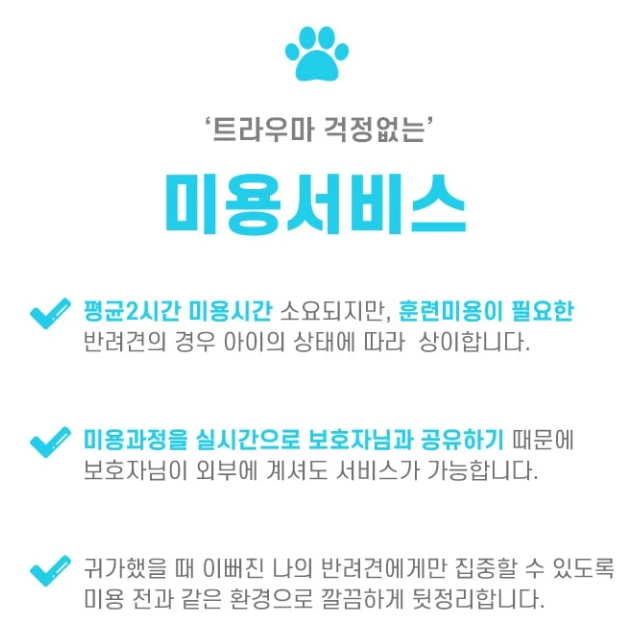 ‘트라우마 걱정없는’
미용서비스
평균2시간 미용시간 소요되지만, 훈련미용이 필요한
반려견의 경우 아이의 상태에 따라 상이합니다.
미용과정을 실시간으로 보호자님과 공유하기 때문에
보호자님이 외부에 계셔도 서비스가 가능합니다.
귀가했을 때 이뻐진 나의 반려견에게만 집중할 수 있도록
미용 전과 같은 환경으로 깔끔하게 뒷정리합니다.